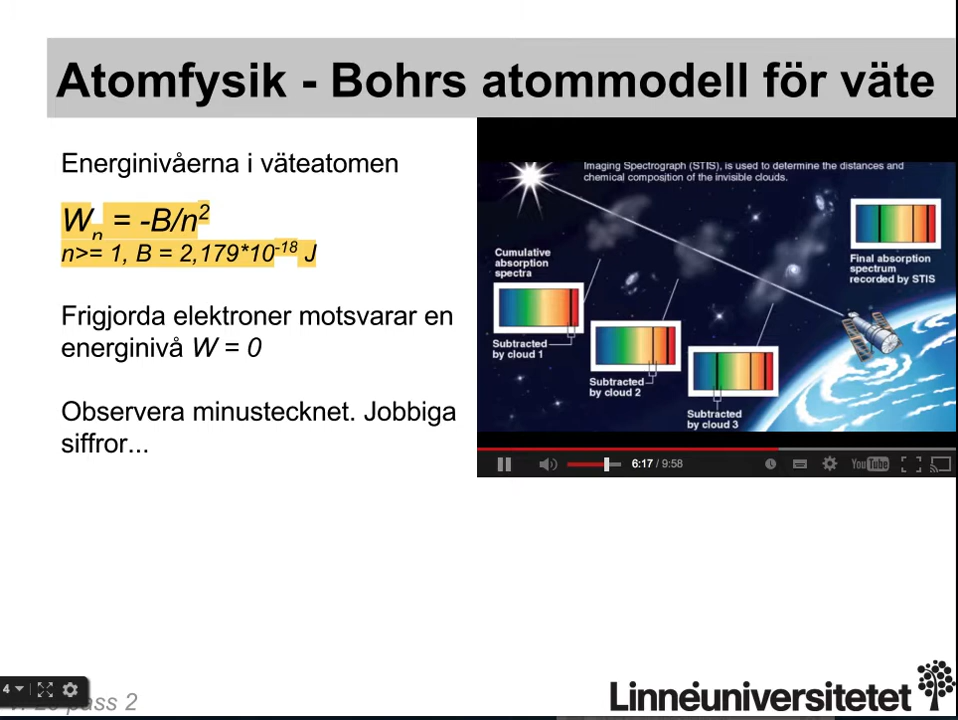 Atomfysik - Bohrs atommodell för väte
Energinivåerna i väteatomen
Wn = -B/n2
n>= 1, B = 2,179*10-18 J
Frigjorda elektroner motsvarar en
energinivå W = 0
Observera minustecknet. Jobbiga
siffror...
Imaging Spectrograph (STIS), is used to determine the distances and
chemical composition of the invisible clouds.
Cumulative
absorption
spectra
Final absorption
spectrum
recorded by STIS
Subtracted
by cloud 1
Subtracted
by cloud 2
Subtracted
by cloud 3
6:17 / 9:58
YouTube
4
pass 2
Linnéuniversitetet